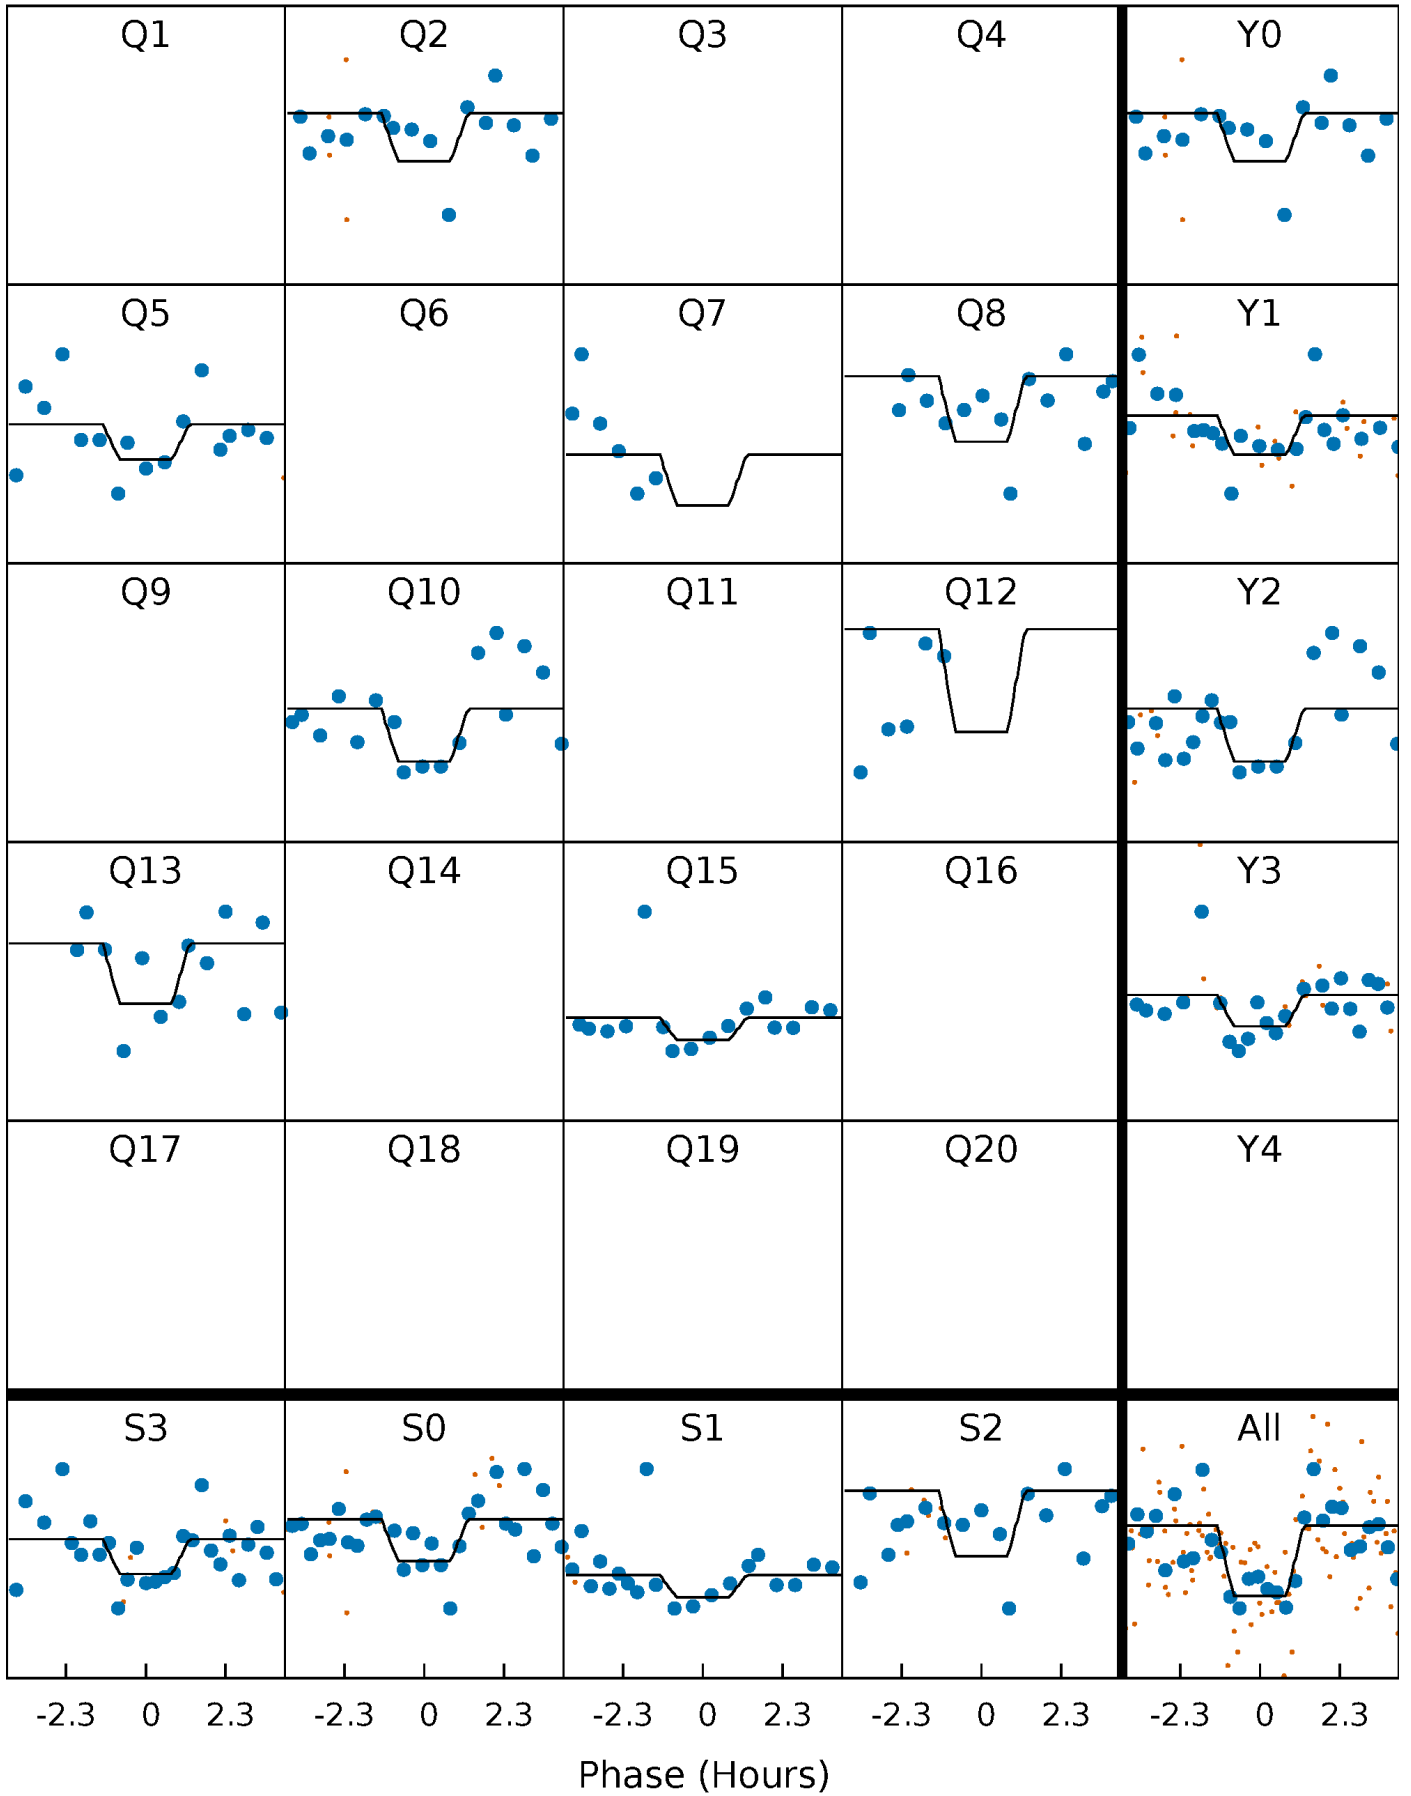 Q1 Q2 Q3 Q4 Y0
Q5 Q6 Q7 Q8 Y1
Q9 Q10 Q11 Q12 Y2
Q13 Q14 Q15 Q16 Y3
Q17 Q18 Q19 Q20 Y4
S3 S0 S1 S2 All
-2.3 0 2.3 -2.3 0 2.3 -2.3 0 2.3 -2.3 0 2.3 -2.3 0 2.3
Phase (Hours)